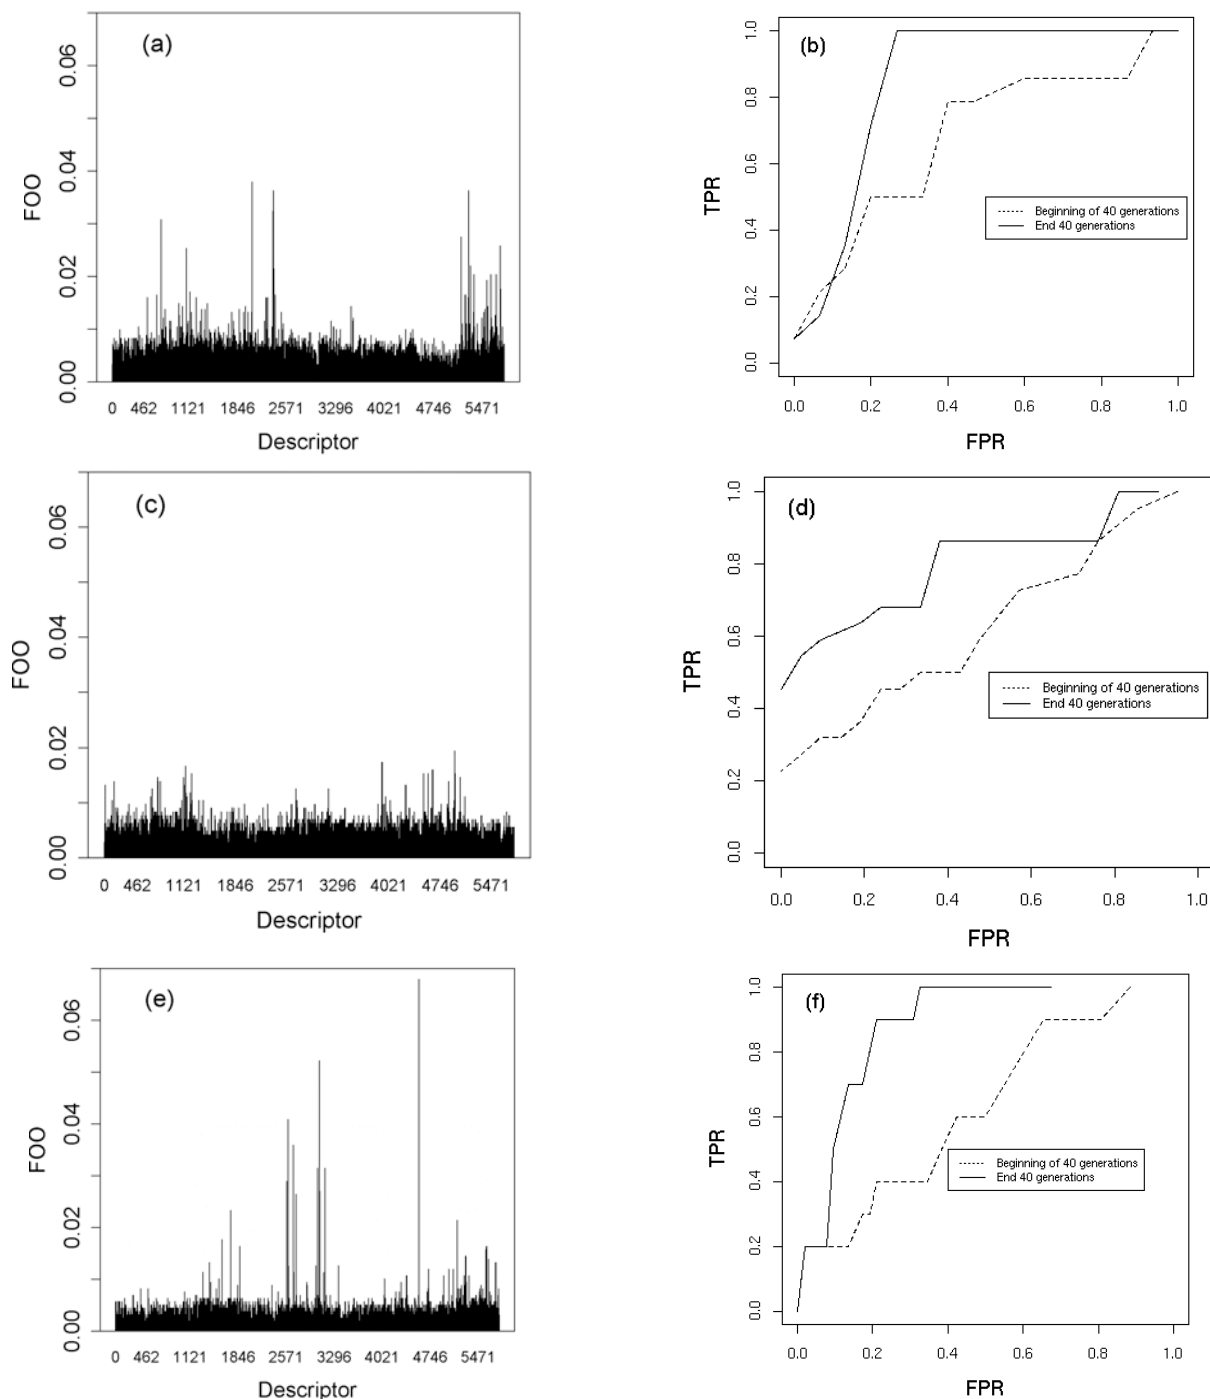 (a)
FOO
0.00 0.02 0.04 0.06
0 462 1121 1846 2571 3296 4021 4746 5471
Descriptor
(b)
TPR
0.0 0.2 0.4 0.6 0.8 1.0
Beginning of 40 generations
End 40 generations
0.0 0.2 0.4 0.6 0.8 1.0
FPR
(c)
FOO
0.00 0.02 0.04 0.06
0 462 1121 1846 2571 3296 4021 4746 5471
Descriptor
(d)
TPR
0.0 0.2 0.4 0.6 0.8 1.0
Beginning of 40 generations
End 40 generations
0.0 0.2 0.4 0.6 0.8 1.0
FPR
(e)
FOO
0.00 0.02 0.04 0.06
0 462 1121 1846 2571 3296 4021 4746 5471
Descriptor
(f)
TPR
0.0 0.2 0.4 0.6 0.8 1.0
Beginning of 40 generations
End 40 generations
0.0 0.2 0.4 0.6 0.8 1.0
FPR